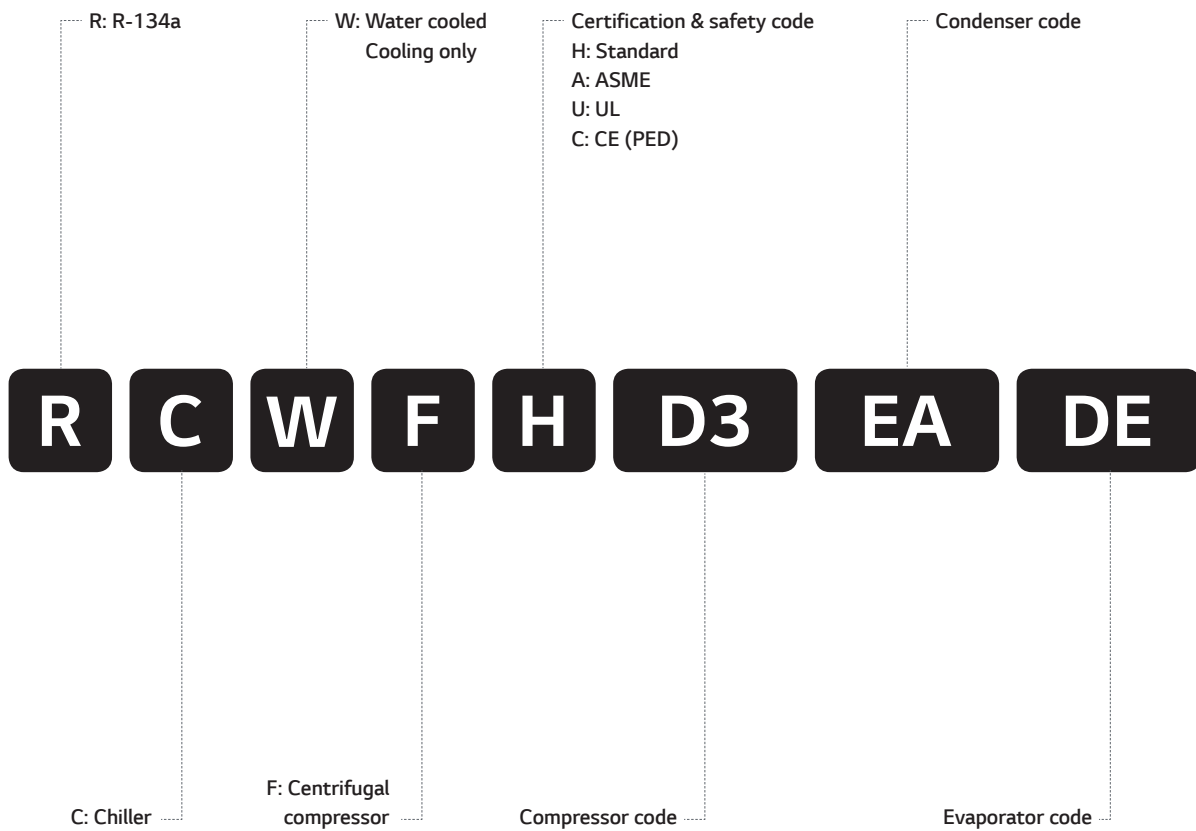 R: R-134a
W: Water cooled
Cooling only
Certification & safety code
H: Standard
A: ASME
U: UL
C: CE (PED)
Condenser code
R C W F H D3 EA DE
C: Chiller
F: Centrifugal
compressor
Compressor code
Evaporator code